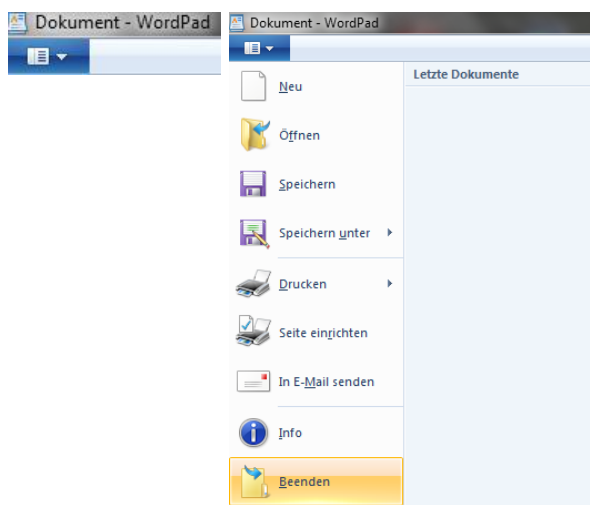 Dokument - WordPad
Dokument - WordPad
Letzte Dokumente
Neu
Öffnen
Speichern
Speichern unter
Drucken
Seite einrichten
In E-Mail senden
Info
Beenden